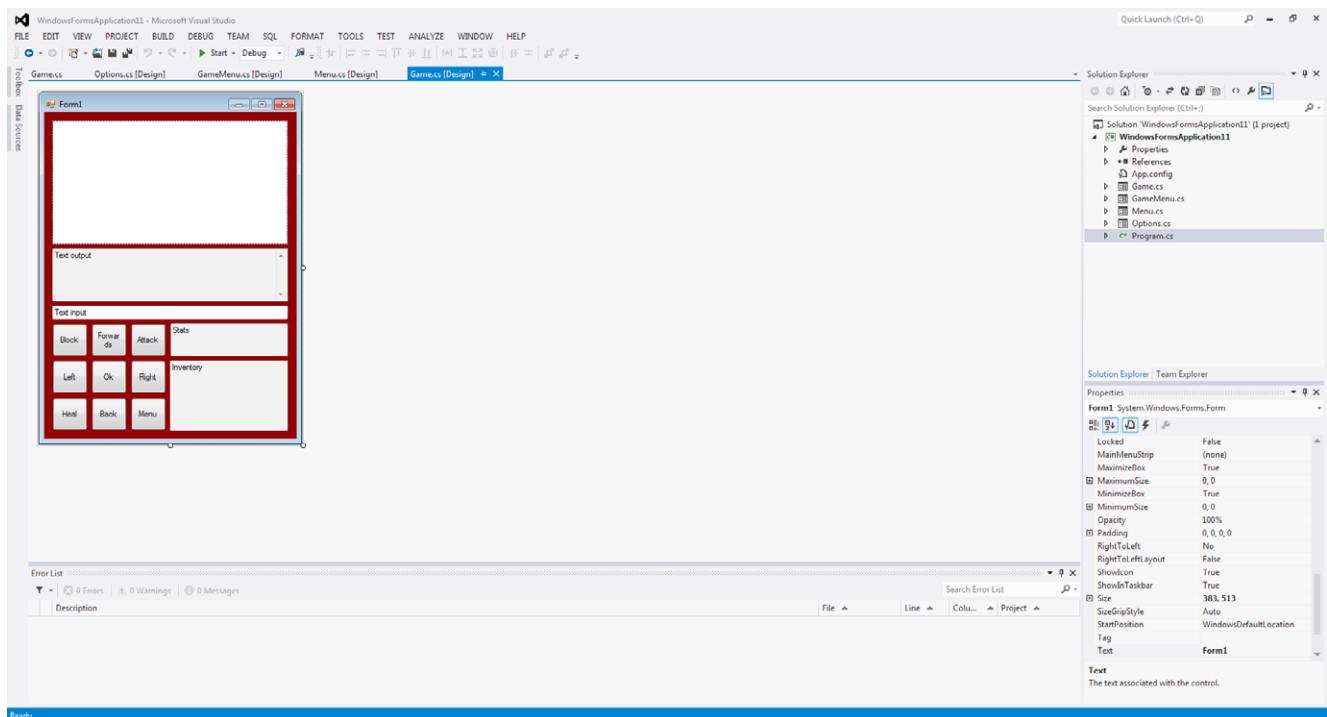 WindowsFormsApplication11 - Microsoft Visual Studio
Quick Launch (Ctrl+Q)
FILE EDIT VIEW PROJECT BUILD DEBUG TEAM SQL FORMAT TOOLS TEST ANALYZE WINDOW HELP
Start Debug
Toolbox
Data Sources
Game.cs Options.cs [Design] GameMenu.cs [Design] Menu.cs [Design] Game.cs [Design]
Form1
Text output
Text input
Block Forwar
ds Attack Stats
Left Ok Right Inventory
Heal Back Menu
Solution Explorer
Search Solution Explorer (Ctrl+;)
Solution 'WindowsFormsApplication11' (1 project)
WindowsFormsApplication11
Properties
References
App.config
Game.cs
GameMenu.cs
Menu.cs
Options.cs
Program.cs
Solution Explorer Team Explorer
Properties
Form1 System.Windows.Forms.Form
Locked False
MainMenuStrip (none)
MaximizeBox True
MaximumSize 0, 0
MinimizeBox True
MinimumSize 0, 0
Opacity 100%
Padding 0, 0, 0, 0
RightToLeft No
RightToLeftLayout False
ShowIcon True
ShowInTaskbar True
Size 383, 513
SizeGripStyle Auto
StartPosition WindowsDefaultLocation
Tag
Text Form1
Text
The text associated with the control.
Error List
0 Errors 0 Warnings 0 Messages
Search Error List
Description File Line Colu... Project
Ready